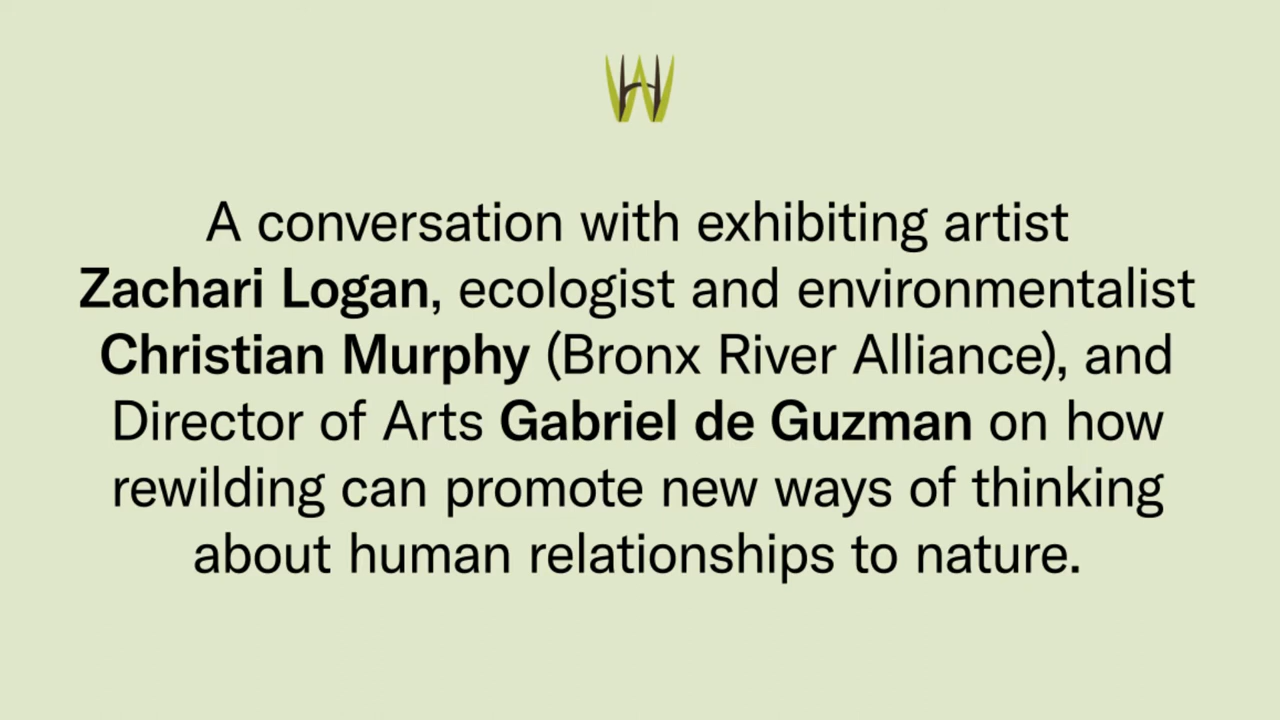 WH
A conversation with exhibiting artist
Zachari Logan, ecologist and environmentalist
Christian Murphy (Bronx River Alliance), and
Director of Arts Gabriel de Guzman on how
rewilding can promote new ways of thinking
about human relationships to nature.